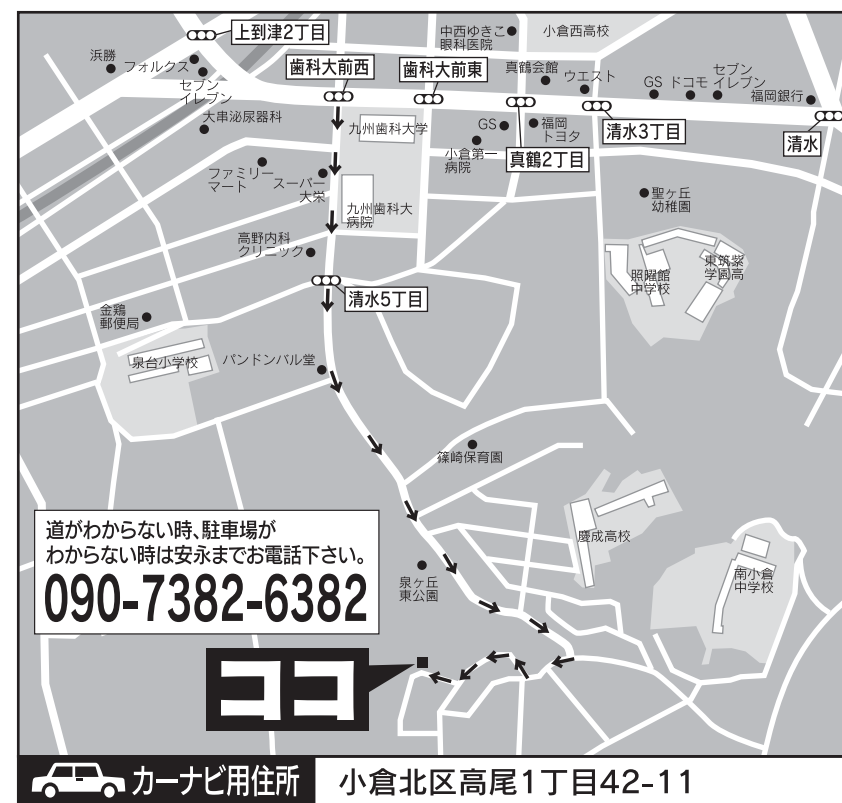 上到津2丁目
中西ゆきこ
眼科医院
小倉西高校
浜勝
フォルクス
セブン
イレブン
歯科大前西
歯科大前東
真鶴会館
ウエスト
GS
ドコモ
セブン
イレブン
福岡銀行
大串泌尿器科
九州歯科大学
GS
福岡
トヨタ
清水3丁目
清水
小倉第一
病院
真鶴2丁目
ファミリー
マート
スーパー
大栄
九州歯科大
病院
聖ヶ丘
幼稚園
高野内科
クリニック
照曜館
中学校
東筑紫
学園高
清水5丁目
金鶏
郵便局
泉台小学校
パンドンバル堂
篠崎保育園
慶成高校
道がわからない時、駐車場が
わからない時は安永までお電話下さい。
090-7382-6382
泉ヶ丘
東公園
南小倉
中学校
ココ
カーナビ用住所
小倉北区高尾1丁目42-11